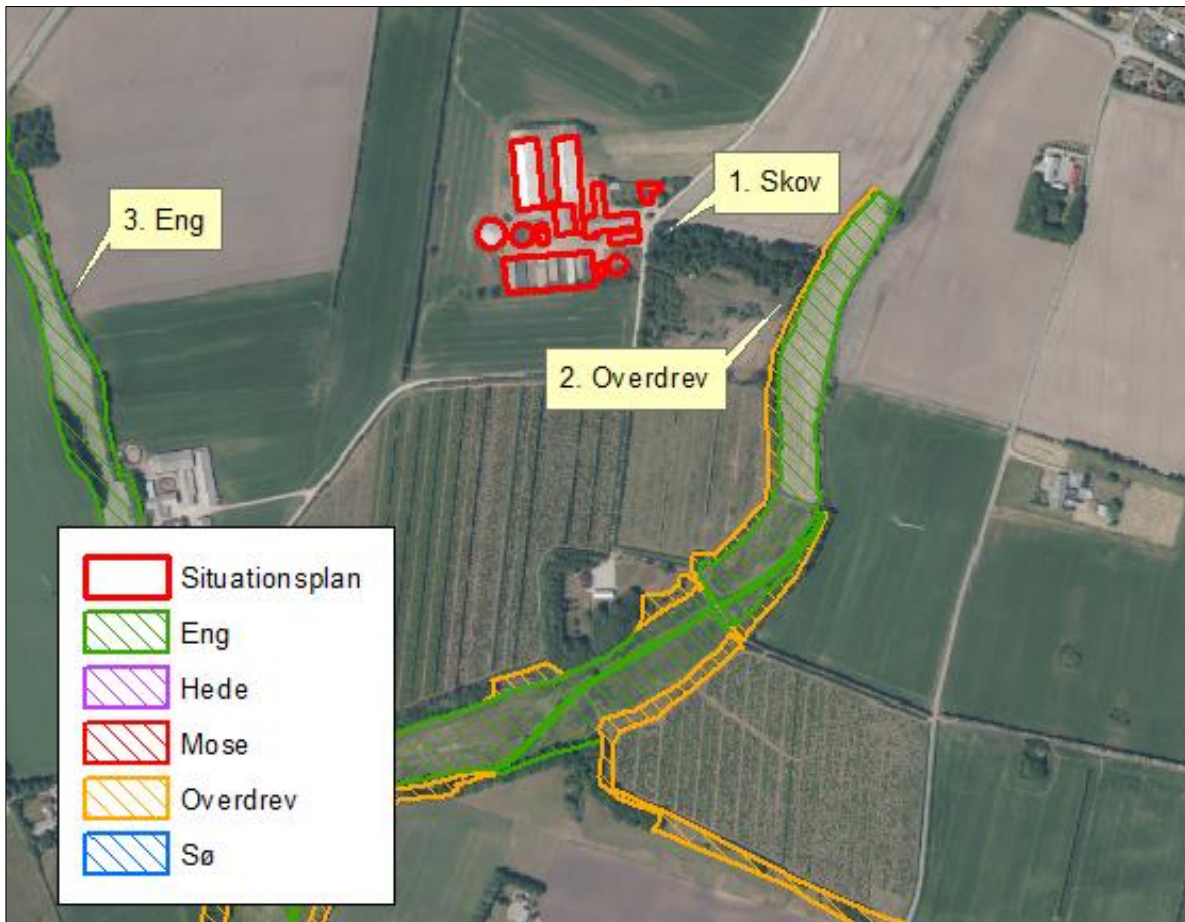 1. Skov
3. Eng
2. Overdrev
Situationsplan
Eng
Hede
Mose
Overdrev
Sø